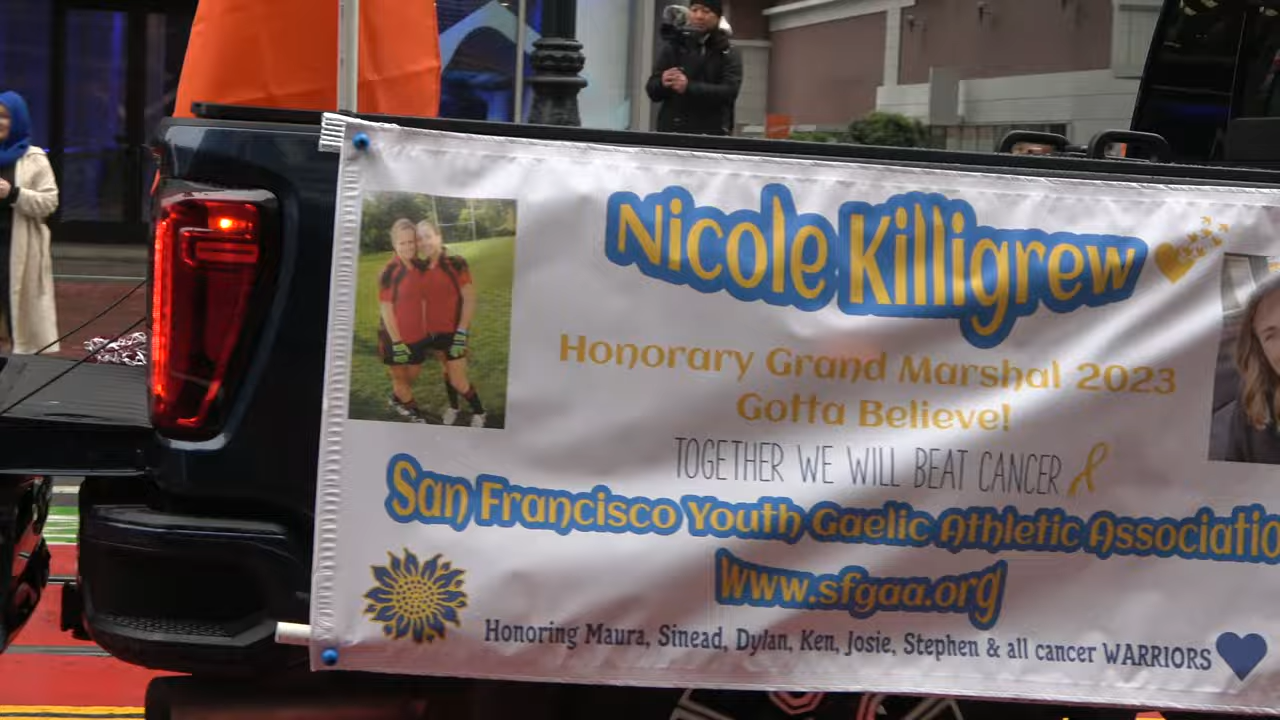 Nicole Killigrew
Honorary Grand Marshal 2023
Gotta Believe!
TOGETHER WE WILL BEAT CANCER
San Francisco Youth Gaelic Athletic Associatio
www.sfgaa.org
Honoring Maura, Sinead, Dylan, Ken, Josie, Stephen & all cancer WARRIORS